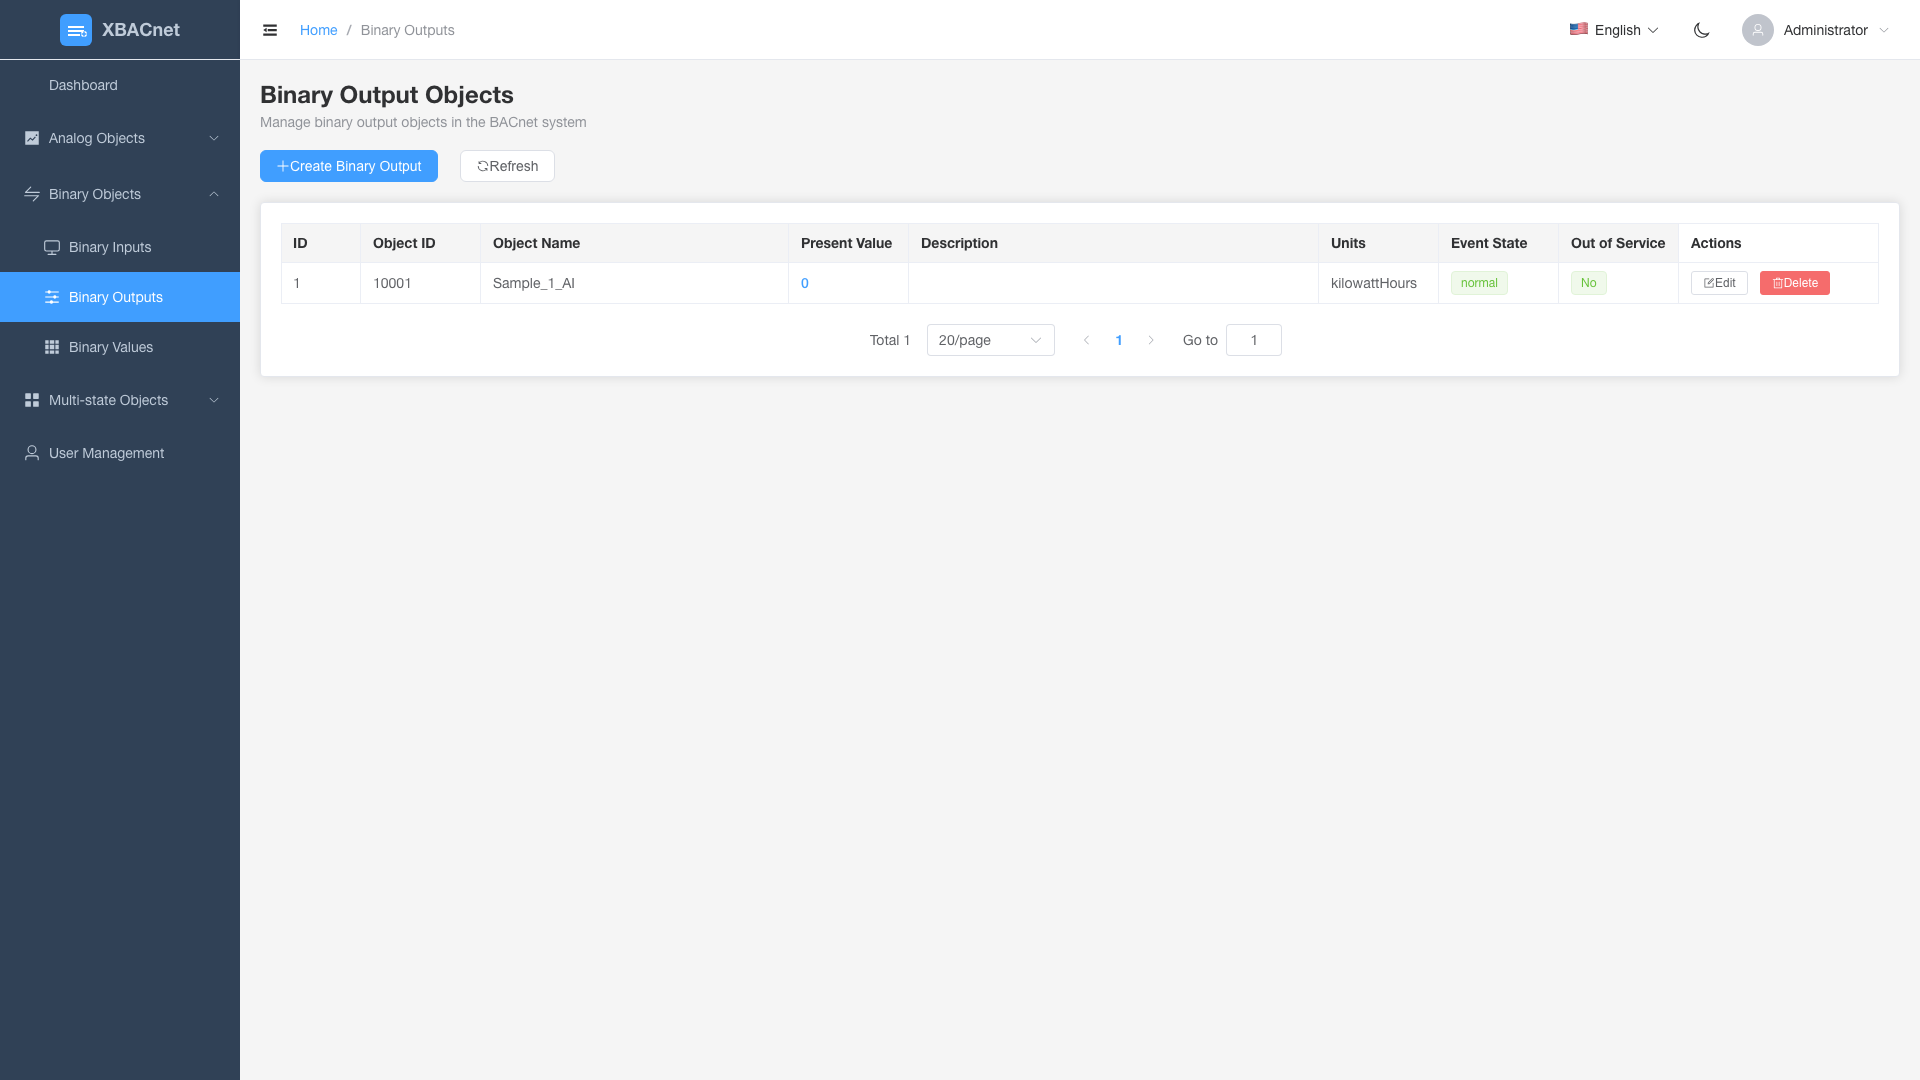 XBACnet
Home / Binary Outputs
English
Administrator
Dashboard
Analog Objects
Binary Objects
Binary Inputs
Binary Outputs
Binary Values
Multi-state Objects
User Management
Binary Output Objects
Manage binary output objects in the BACnet system
Create Binary Output
Refresh
ID Object ID Object Name Present Value Description Units Event State Out of Service Actions
1 10001 Sample_1_AI 0 kilowattHours normal No Edit Delete
Total 1 20/page 1 Go to 1